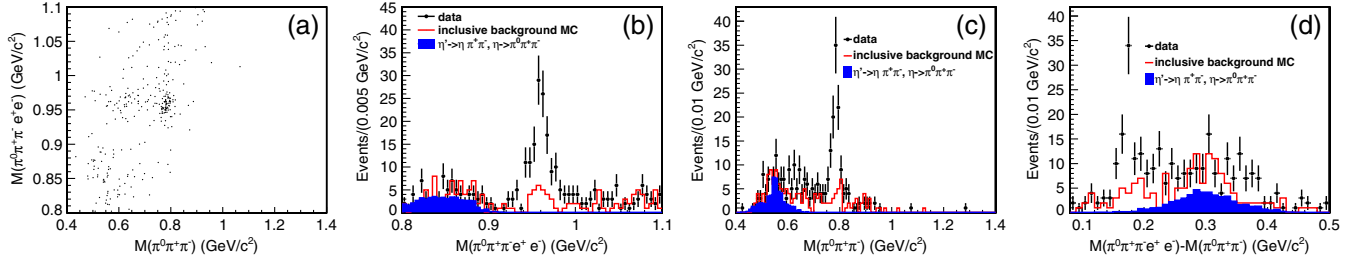 (a)
M(π⁰π⁺π⁻ e⁺e⁻) (GeV/c²)
1.1
1.05
1
0.95
0.9
0.85
0.8
0.4 0.6 0.8 1 1.2 1.4
M(π⁰π⁺π⁻) (GeV/c²)
(b)
Events/(0.005 GeV/c²)
45
40
35
30
25
20
15
10
5
0
data
inclusive background MC
η'->η π⁺π⁻, η->π⁰π⁺π⁻
0.8 0.9 1 1.1
M(π⁰π⁺π⁻e⁺ e⁻) (GeV/c²)
(c)
Events/(0.01 GeV/c²)
40
35
30
25
20
15
10
5
0
data
inclusive background MC
η'->η π⁺π⁻, η->π⁰π⁺π⁻
0.4 0.6 0.8 1 1.2 1.4
M(π⁰π⁺π⁻) (GeV/c²)
(d)
Events/(0.01 GeV/c²)
40
35
30
25
20
15
10
5
0
data
inclusive background MC
η'->η π⁺π⁻, η->π⁰π⁺π⁻
0.1 0.2 0.3 0.4 0.5
M(π⁰π⁺π⁻e⁺ e⁻)-M(π⁰π⁺π⁻) (GeV/c²)